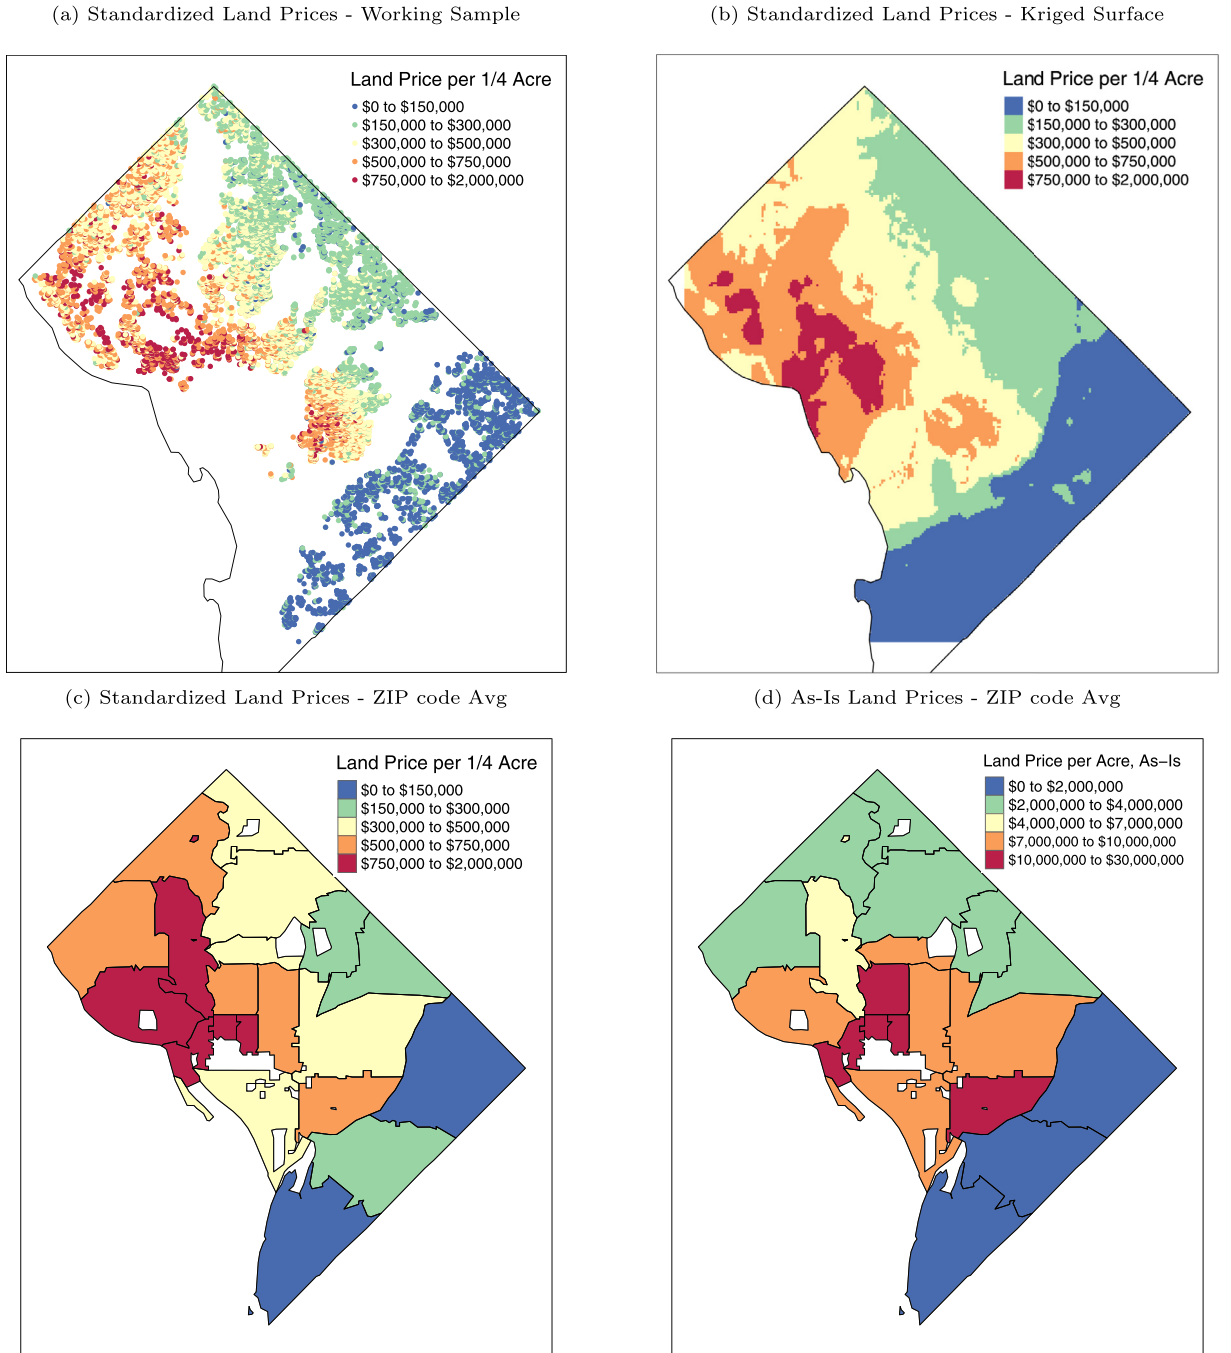 (a) Standardized Land Prices - Working Sample
Land Price per 1/4 Acre
$0 to $150,000
$150,000 to $300,000
$300,000 to $500,000
$500,000 to $750,000
$750,000 to $2,000,000
(b) Standardized Land Prices - Kriged Surface
Land Price per 1/4 Acre
$0 to $150,000
$150,000 to $300,000
$300,000 to $500,000
$500,000 to $750,000
$750,000 to $2,000,000
(c) Standardized Land Prices - ZIP code Avg
Land Price per 1/4 Acre
$0 to $150,000
$150,000 to $300,000
$300,000 to $500,000
$500,000 to $750,000
$750,000 to $2,000,000
(d) As-Is Land Prices - ZIP code Avg
Land Price per Acre, As−Is
$0 to $2,000,000
$2,000,000 to $4,000,000
$4,000,000 to $7,000,000
$7,000,000 to $10,000,000
$10,000,000 to $30,000,000